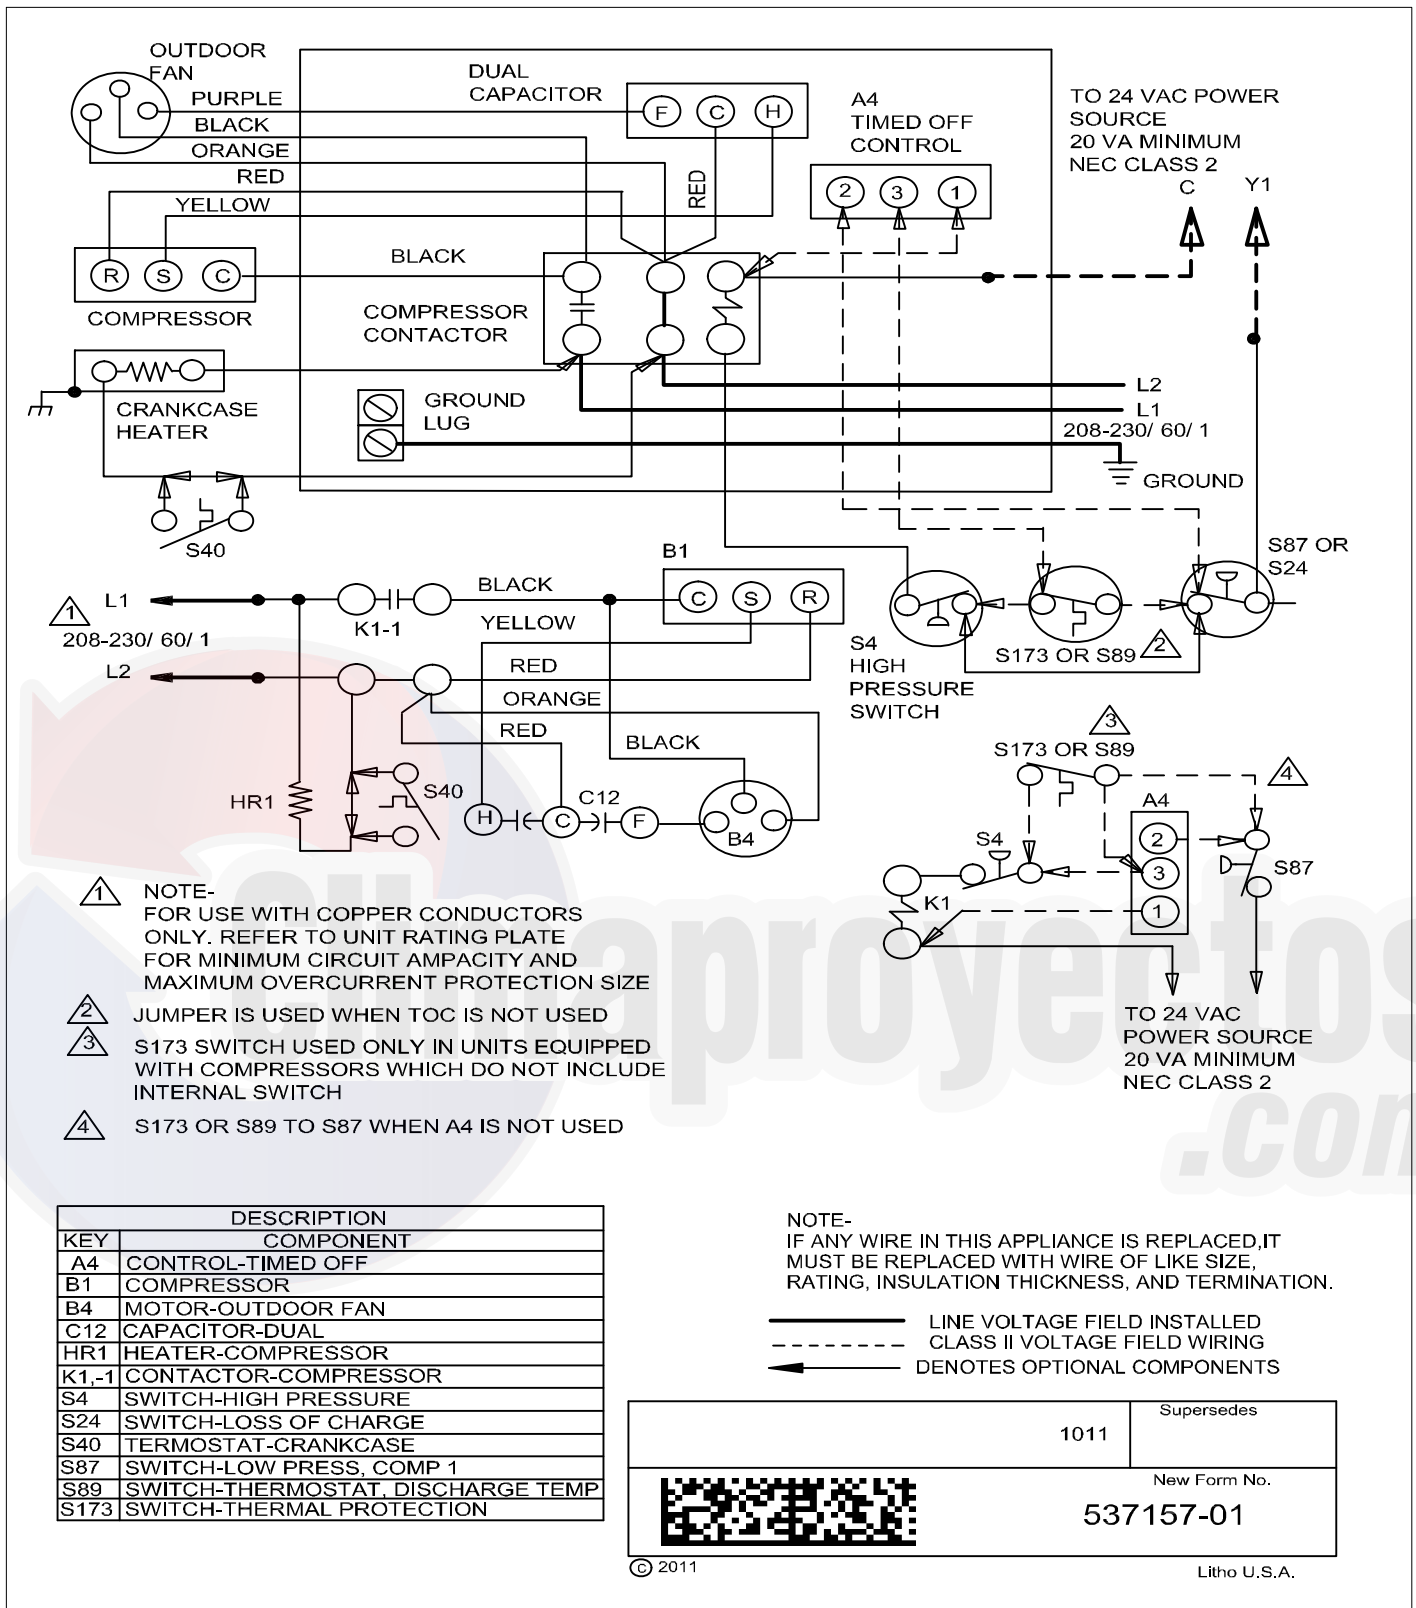 OUTDOOR
FAN
PURPLE
BLACK
ORANGE
RED
YELLOW
DUAL
CAPACITOR
F C H
RED
A4
TIMED OFF
CONTROL
2 3 1
TO 24 VAC POWER
SOURCE
20 VA MINIMUM
NEC CLASS 2
C Y1
R S C
COMPRESSOR
BLACK
COMPRESSOR
CONTACTOR
CRANKCASE
HEATER
GROUND
LUG
L2
L1
208-230/ 60/ 1
GROUND
S40
S87 OR
S24
S4
HIGH
PRESSURE
SWITCH
S173 OR S89 2
1 L1
208-230/ 60/ 1
L2
K1-1
BLACK
YELLOW
RED
ORANGE
RED
BLACK
B1
C S R
HR1
S40
H C C12 F
B4
3
S173 OR S89
4
A4
2
3
1
S4
S87
K1
TO 24 VAC
POWER SOURCE
20 VA MINIMUM
NEC CLASS 2
1 NOTE-
FOR USE WITH COPPER CONDUCTORS
ONLY. REFER TO UNIT RATING PLATE
FOR MINIMUM CIRCUIT AMPACITY AND
MAXIMUM OVERCURRENT PROTECTION SIZE
2 JUMPER IS USED WHEN TOC IS NOT USED
3 S173 SWITCH USED ONLY IN UNITS EQUIPPED
WITH COMPRESSORS WHICH DO NOT INCLUDE
INTERNAL SWITCH
4 S173 OR S89 TO S87 WHEN A4 IS NOT USED
Climaproyectos
.com
DESCRIPTION
KEY COMPONENT
A4 CONTROL-TIMED OFF
B1 COMPRESSOR
B4 MOTOR-OUTDOOR FAN
C12 CAPACITOR-DUAL
HR1 HEATER-COMPRESSOR
K1,-1 CONTACTOR-COMPRESSOR
S4 SWITCH-HIGH PRESSURE
S24 SWITCH-LOSS OF CHARGE
S40 TERMOSTAT-CRANKCASE
S87 SWITCH-LOW PRESS, COMP 1
S89 SWITCH-THERMOSTAT, DISCHARGE TEMP
S173 SWITCH-THERMAL PROTECTION
NOTE-
IF ANY WIRE IN THIS APPLIANCE IS REPLACED,IT
MUST BE REPLACED WITH WIRE OF LIKE SIZE,
RATING, INSULATION THICKNESS, AND TERMINATION.
LINE VOLTAGE FIELD INSTALLED
CLASS II VOLTAGE FIELD WIRING
DENOTES OPTIONAL COMPONENTS
1011
Supersedes
New Form No.
537157-01
© 2011
Litho U.S.A.